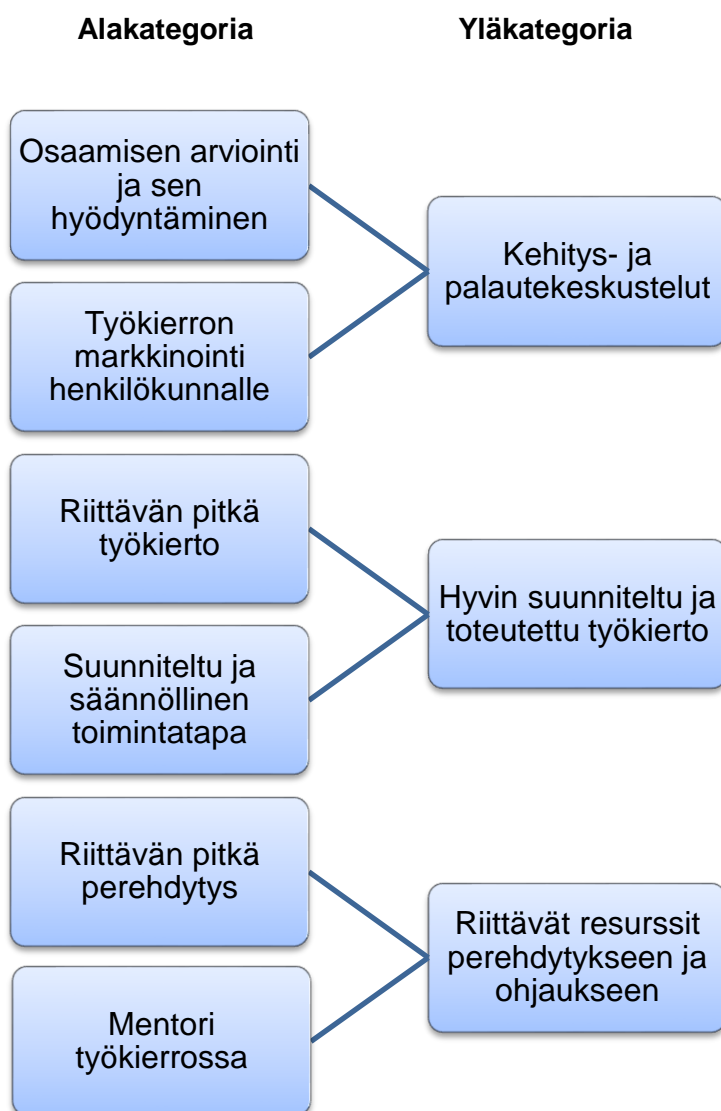 Alakategoria
Yläkategoria
Osaamisen arviointi
ja sen
hyödyntäminen
Kehitys- ja
palautekeskustelut
Työkierron
markkinointi
henkilökunnalle
Riittävän pitkä
työkierto
Hyvin suunniteltu ja
toteutettu työkierto
Suunniteltu ja
säännöllinen
toimintatapa
Riittävän pitkä
perehdytys
Riittävät resurssit
perehdytykseen ja
ohjaukseen
Mentori
työkierrossa